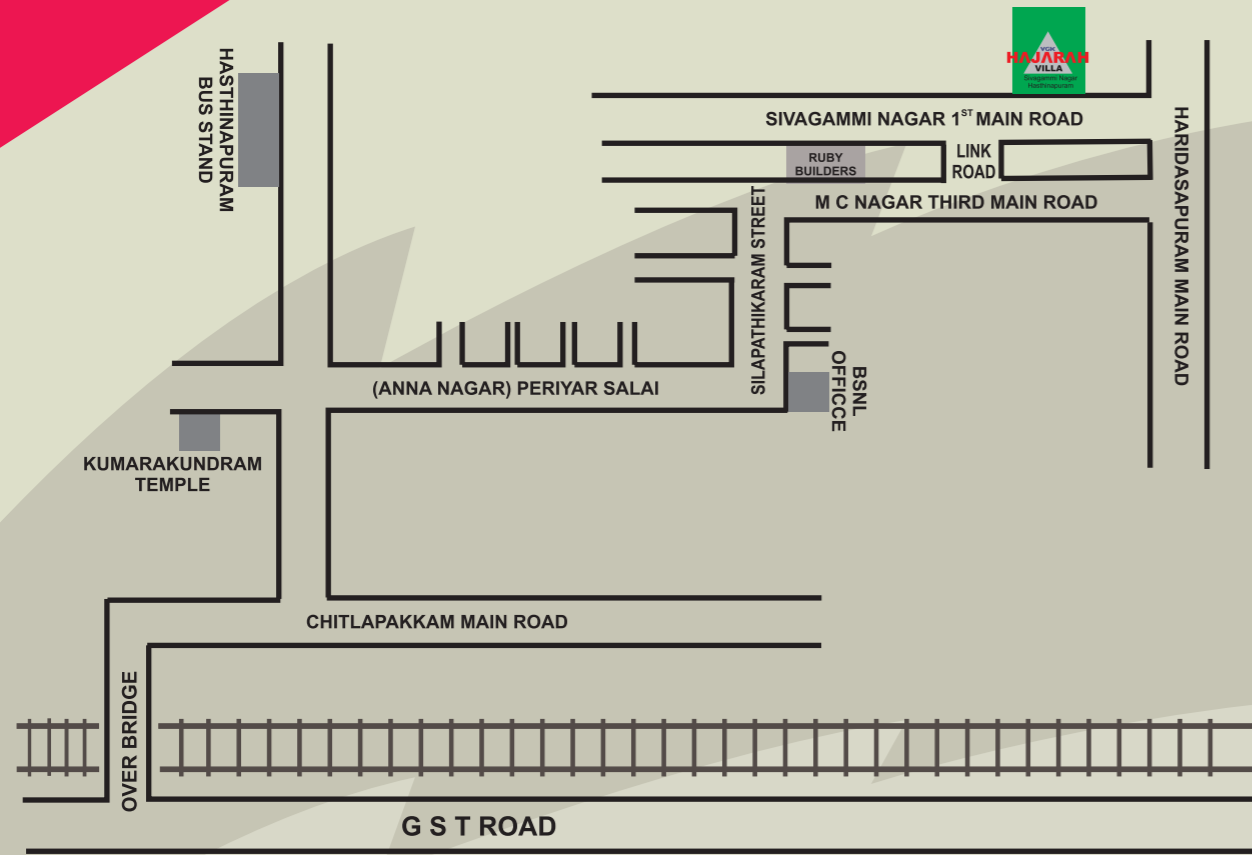 VGK
HAJARAH
VILLA
Sivagammi Nagar
Hasthinapuram
HASTHINAPURAM
BUS STAND
SIVAGAMMI NAGAR 1ST MAIN ROAD
RUBY
BUILDERS
LINK
ROAD
M C NAGAR THIRD MAIN ROAD
HARIDASAPURAM MAIN ROAD
SILAPATHIKARAM STREET
(ANNA NAGAR) PERIYAR SALAI
BSNL
OFFICCE
KUMARAKUNDRAM
TEMPLE
CHITLAPAKKAM MAIN ROAD
OVER BRIDGE
G S T ROAD